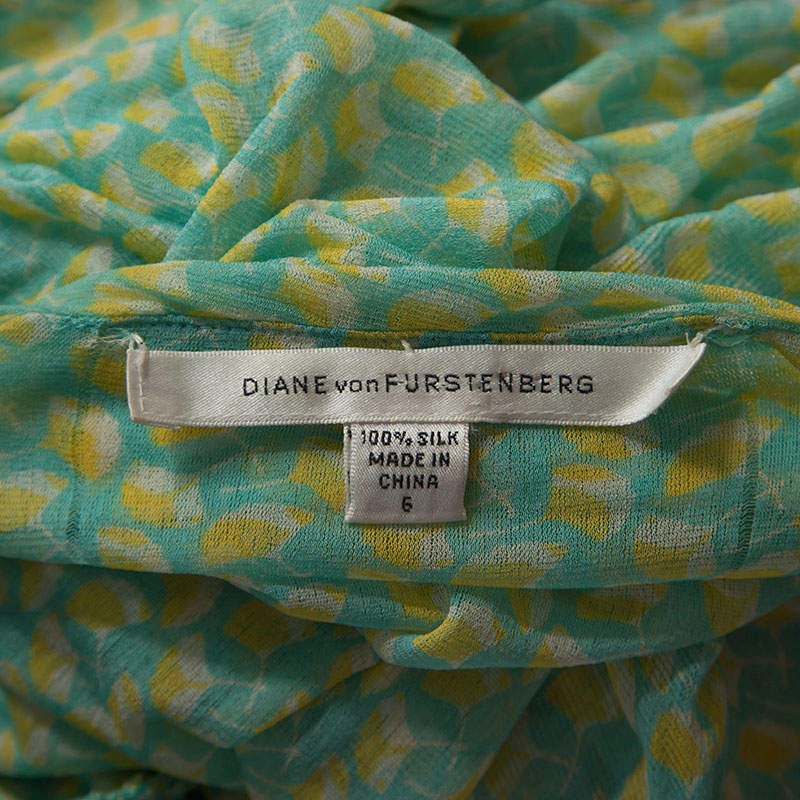 DIANE von FURSTENBERG
100% SILK
MADE IN
CHINA
6